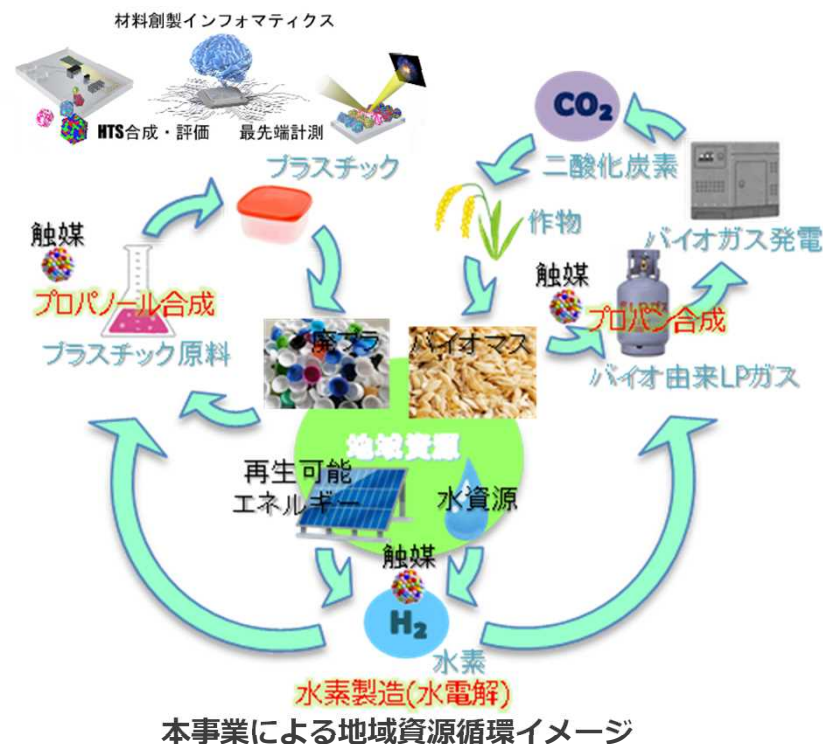 材料創製インフォマティクス
HTS合成・評価
最先端計測
プラスチック
CO₂
二酸化炭素
作物
バイオガス発電
触媒
プロパノール合成
プラスチック原料
触媒
プロパン合成
バイオ由来LPガス
廃プラ
バイオマス
地域資源
再生可能
エネルギー
水資源
触媒
H₂
水素
水素製造(水電解)
本事業による地域資源循環イメージ